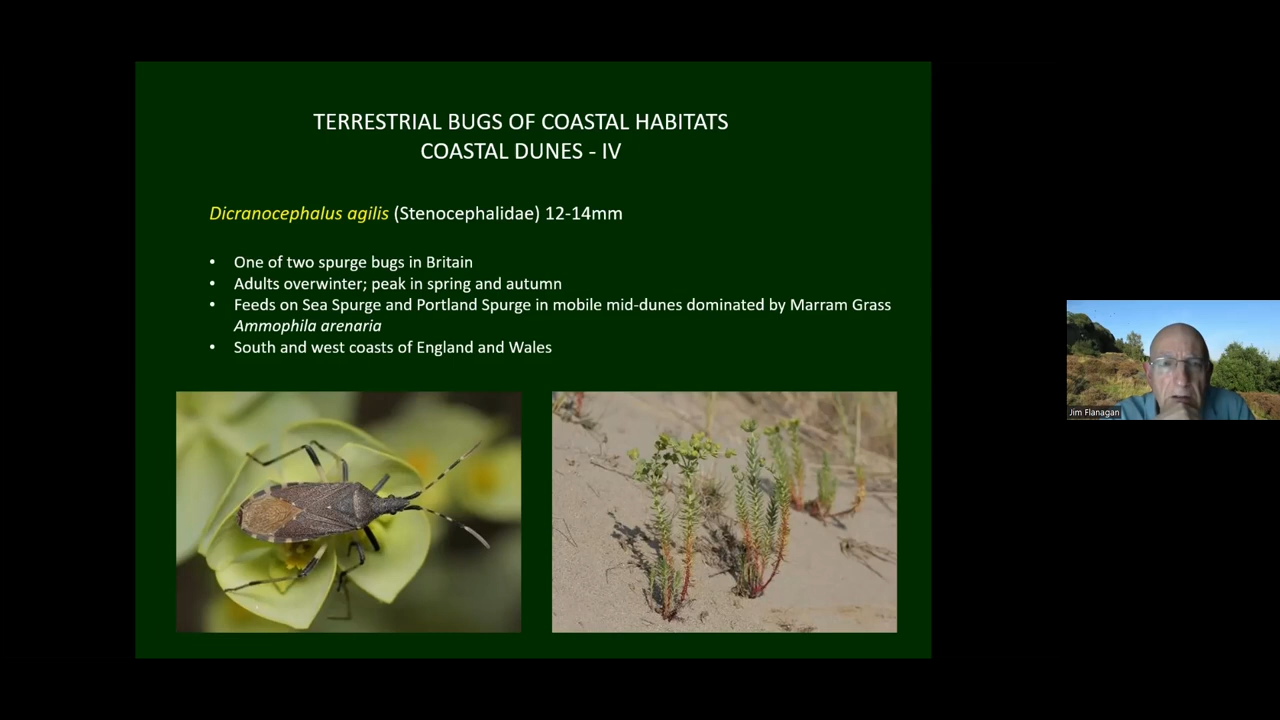 TERRESTRIAL BUGS OF COASTAL HABITATS
COASTAL DUNES - IV
Dicranocephalus agilis (Stenocephalidae) 12-14mm
• One of two spurge bugs in Britain
• Adults overwinter; peak in spring and autumn
• Feeds on Sea Spurge and Portland Spurge in mobile mid-dunes dominated by Marram Grass
Ammophila arenaria
• South and west coasts of England and Wales
Jim Flanagan